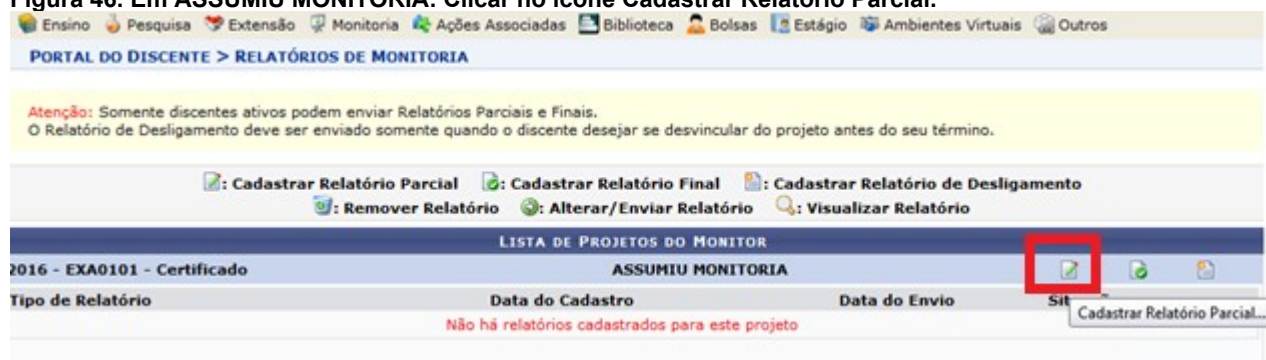 Figura 46. Em ASSUMIU MONITORIA. Clicar no ícone Cadastrar Relatório Parcial.
Ensino Pesquisa Extensão Monitoria Ações Associadas Biblioteca Bolsas Estágio Ambientes Virtuais Outros
PORTAL DO DISCENTE > RELATÓRIOS DE MONITORIA
Atenção: Somente discentes ativos podem enviar Relatórios Parciais e Finais.
O Relatório de Desligamento deve ser enviado somente quando o discente desejar se desvincular do projeto antes do seu término.
: Cadastrar Relatório Parcial : Cadastrar Relatório Final : Cadastrar Relatório de Desligamento
: Remover Relatório : Alterar/Enviar Relatório : Visualizar Relatório
LISTA DE PROJETOS DO MONITOR
2016 - EXA0101 - Certificado ASSUMIU MONITORIA
Tipo de Relatório Data do Cadastro Data do Envio
Cadastrar Relatório Parcial...
Não há relatórios cadastrados para este projeto